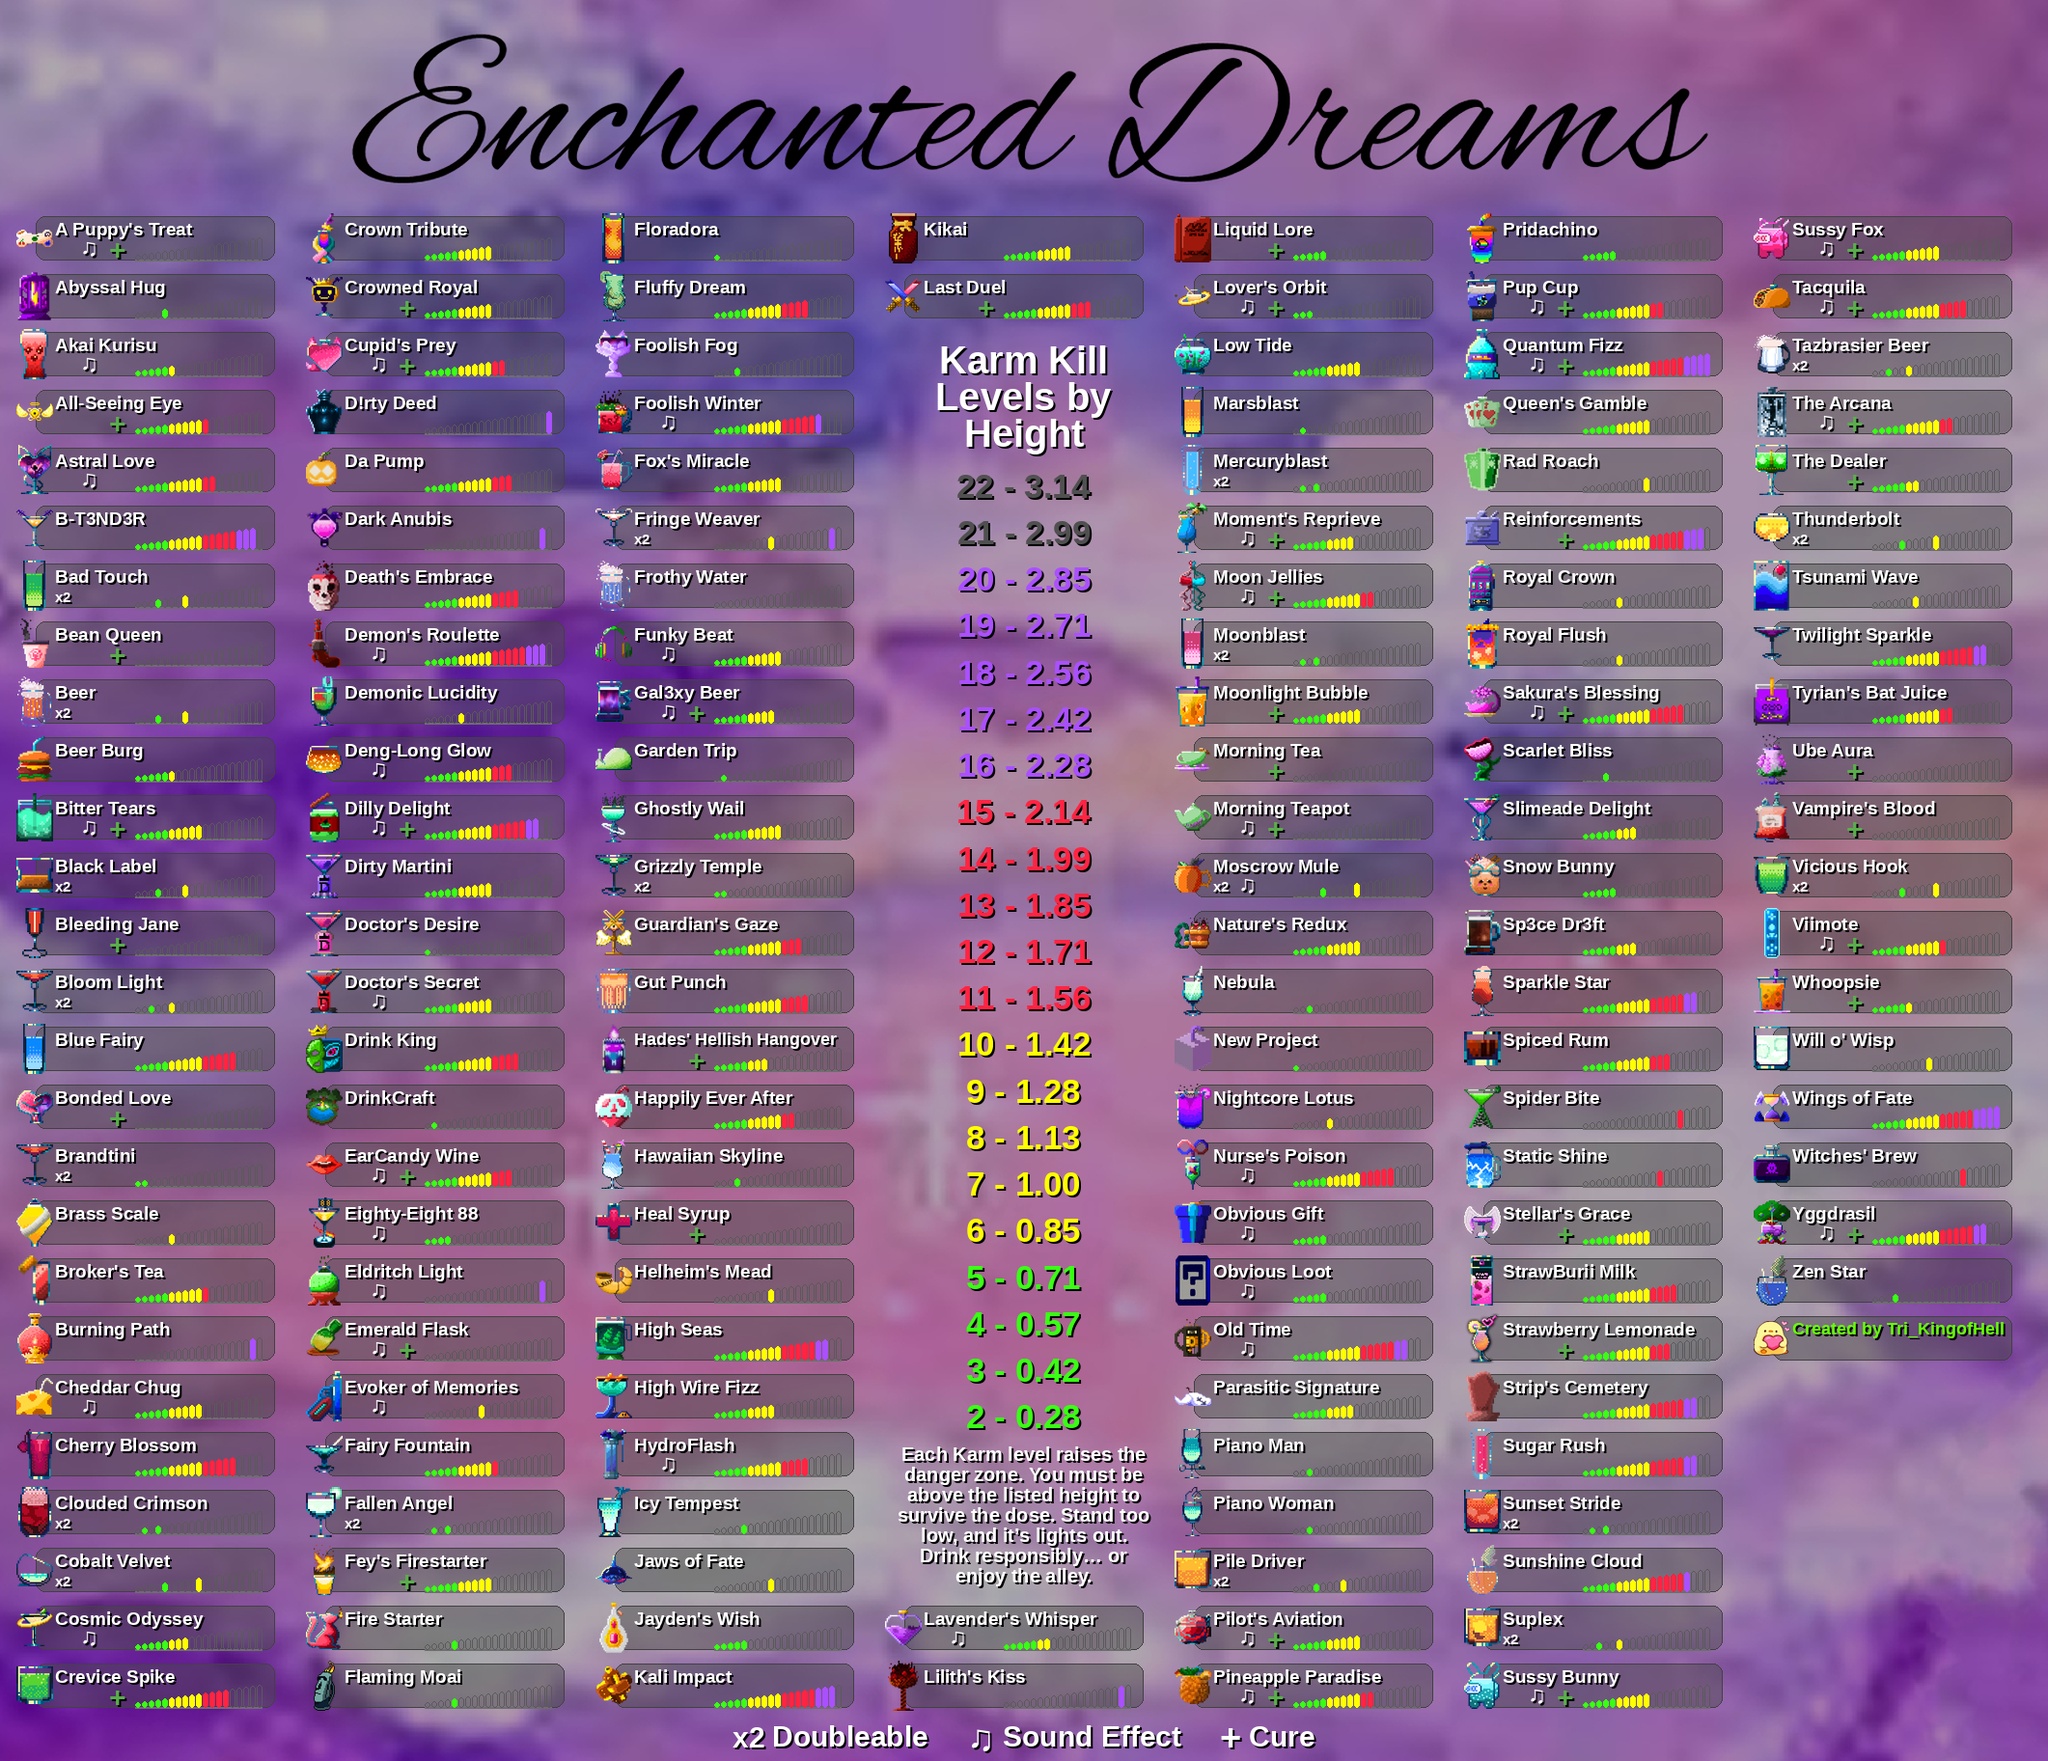 Enchanted Dreams
A Puppy's Treat
♫ +
Abyssal Hug
Akai Kurisu
♫
All-Seeing Eye
+
Astral Love
♫
B-T3ND3R
Bad Touch
x2
Bean Queen
+
Beer
x2
Beer Burg
Bitter Tears
♫ +
Black Label
x2
Bleeding Jane
+
Bloom Light
x2
Blue Fairy
Bonded Love
+
Brandtini
x2
Brass Scale
Broker's Tea
Burning Path
Cheddar Chug
♫
Cherry Blossom
Clouded Crimson
x2
Cobalt Velvet
x2
Cosmic Odyssey
♫
Crevice Spike
+
Crown Tribute
Crowned Royal
+
Cupid's Prey
♫ +
D!rty Deed
Da Pump
Dark Anubis
Death's Embrace
Demon's Roulette
♫
Demonic Lucidity
Deng-Long Glow
♫
Dilly Delight
♫ +
Dirty Martini
Doctor's Desire
Doctor's Secret
♫
Drink King
DrinkCraft
EarCandy Wine
♫ +
Eighty-Eight 88
♫
Eldritch Light
♫
Emerald Flask
♫ +
Evoker of Memories
♫
Fairy Fountain
Fallen Angel
x2
Fey's Firestarter
+
Fire Starter
Flaming Moai
Floradora
Fluffy Dream
Foolish Fog
Foolish Winter
♫
Fox's Miracle
Fringe Weaver
x2
Frothy Water
Funky Beat
♫
Gal3xy Beer
♫ +
Garden Trip
Ghostly Wail
Grizzly Temple
x2
Guardian's Gaze
Gut Punch
Hades' Hellish Hangover
+
Happily Ever After
Hawaiian Skyline
Heal Syrup
+
Helheim's Mead
High Seas
High Wire Fizz
HydroFlash
♫
Icy Tempest
Jaws of Fate
Jayden's Wish
Kali Impact
Kikai
Last Duel
+
Karm Kill
Levels by
Height
22 - 3.14
21 - 2.99
20 - 2.85
19 - 2.71
18 - 2.56
17 - 2.42
16 - 2.28
15 - 2.14
14 - 1.99
13 - 1.85
12 - 1.71
11 - 1.56
10 - 1.42
9 - 1.28
8 - 1.13
7 - 1.00
6 - 0.85
5 - 0.71
4 - 0.57
3 - 0.42
2 - 0.28
Each Karm level raises the
danger zone. You must be
above the listed height to
survive the dose. Stand too
low, and it's lights out.
Drink responsibly... or
enjoy the alley.
Lavender's Whisper
♫
Lilith's Kiss
Liquid Lore
+
Lover's Orbit
♫ +
Low Tide
Marsblast
Mercuryblast
x2
Moment's Reprieve
♫ +
Moon Jellies
♫ +
Moonblast
x2
Moonlight Bubble
+
Morning Tea
+
Morning Teapot
♫ +
Moscrow Mule
x2 ♫
Nature's Redux
Nebula
New Project
Nightcore Lotus
Nurse's Poison
♫
Obvious Gift
♫
Obvious Loot
♫
Old Time
♫
Parasitic Signature
Piano Man
Piano Woman
Pile Driver
x2
Pilot's Aviation
♫ +
Pineapple Paradise
♫ +
Pridachino
Pup Cup
♫ +
Quantum Fizz
♫ +
Queen's Gamble
Rad Roach
Reinforcements
+
Royal Crown
Royal Flush
Sakura's Blessing
♫ +
Scarlet Bliss
Slimeade Delight
Snow Bunny
Sp3ce Dr3ft
Sparkle Star
Spiced Rum
Spider Bite
Static Shine
Stellar's Grace
+
StrawBurii Milk
Strawberry Lemonade
+
Strip's Cemetery
Sugar Rush
Sunset Stride
x2
Sunshine Cloud
Suplex
x2
Sussy Bunny
♫ +
Sussy Fox
♫ +
Tacquila
♫ +
Tazbrasier Beer
x2
The Arcana
♫ +
The Dealer
+
Thunderbolt
x2
Tsunami Wave
Twilight Sparkle
Tyrian's Bat Juice
Ube Aura
+
Vampire's Blood
+
Vicious Hook
x2
Viimote
♫ +
Whoopsie
+
Will o' Wisp
Wings of Fate
Witches' Brew
Yggdrasil
♫ +
Zen Star
Created by Tri_KingofHell
x2 Doubleable ♫ Sound Effect + Cure